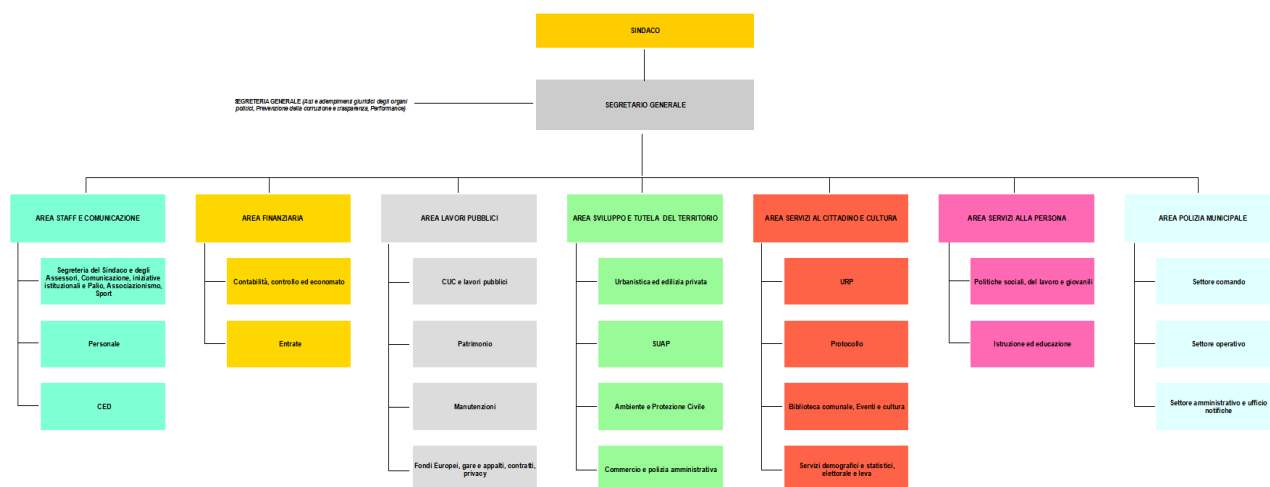 SINDACO
SEGRETERIA GENERALE (Atti e adempimenti giuridici degli organi
politici, Prevenzione della corruzione e trasparenza, Performance)
SEGRETARIO GENERALE
AREA STAFF E COMUNICAZIONE
AREA FINANZIARIA
AREA LAVORI PUBBLICI
AREA SVILUPPO E TUTELA DEL TERRITORIO
AREA SERVIZI AL CITTADINO E CULTURA
AREA SERVIZI ALLA PERSONA
AREA POLIZIA MUNICIPALE
Segreteria del Sindaco e degli
Assessori, Comunicazione, iniziative
istituzionali e Palio, Associazionismo,
Sport
Contabilità, controllo ed economato
CUC e lavori pubblici
Urbanistica ed edilizia privata
URP
Politiche sociali, del lavoro e giovanili
Settore comando
Personale
Entrate
Patrimonio
SUAP
Protocollo
Istruzione ed educazione
Settore operativo
CED
Manutenzioni
Ambiente e Protezione Civile
Biblioteca comunale, Eventi e cultura
Settore amministrativo e ufficio
notifiche
Fondi Europei, gare e appalti, contratti,
privacy
Commercio e polizia amministrativa
Servizi demografici e statistici,
elettorale e leva